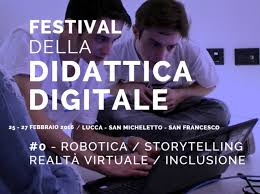 FESTIVAL
DELLA
DIDATTICA
DIGITALE
25 - 27 FEBBRAIO 2016 / LUCCA - SAN MICHELETTO - SAN FRANCESCO
#0 - ROBOTICA / STORYTELLING
REALTÀ VIRTUALE / INCLUSIONE